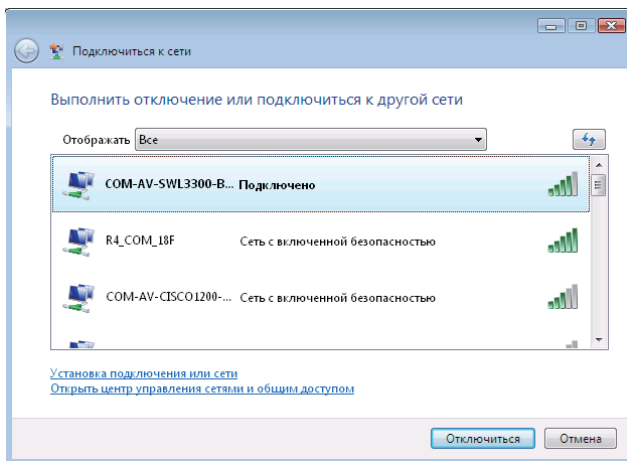 Подключиться к сети
Выполнить отключение или подключиться к другой сети
Отображать Все
COM-AV-SWL3300-B... Подключено
R4_COM_18F Сеть с включенной безопасностью
COM-AV-CISCO1200-... Сеть с включенной безопасностью
Установка подключения или сети
Открыть центр управления сетями и общим доступом
Отключиться Отмена